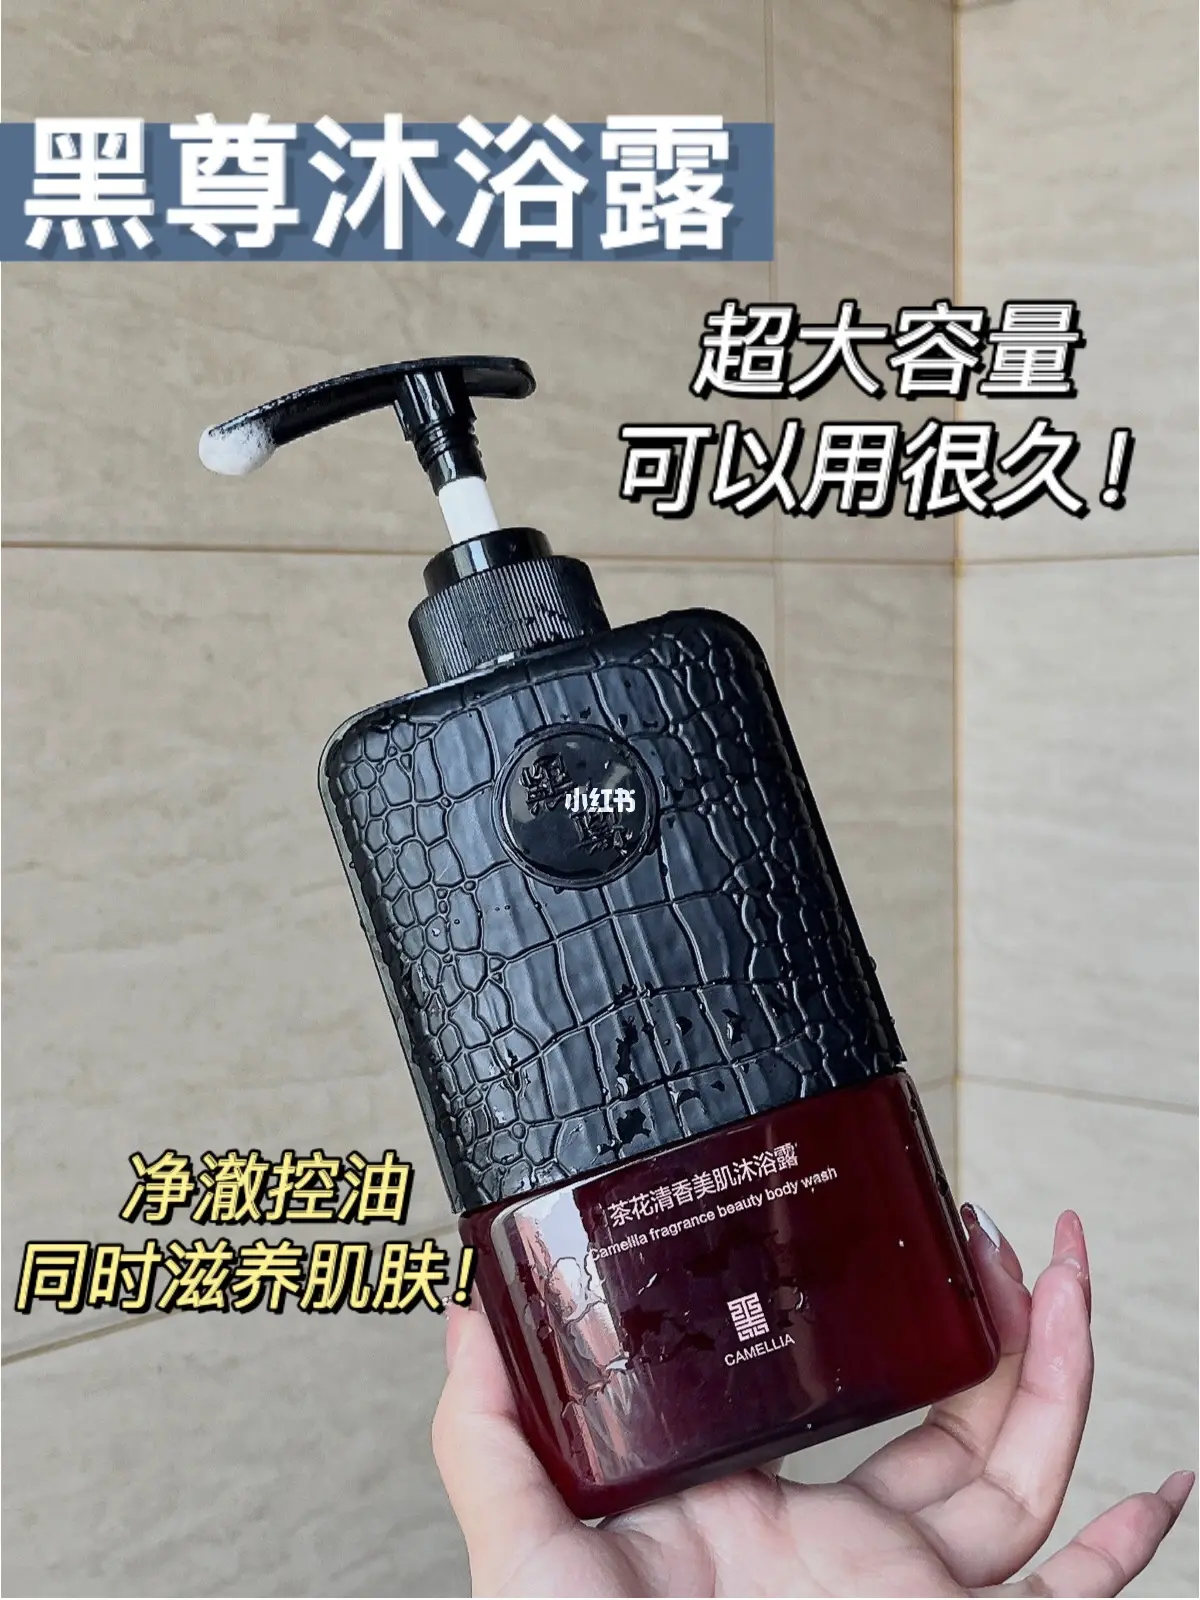 黑尊沐浴露
超大容量
可以用很久！
小红书
净澈控油
同时滋养肌肤！
茶花清香美肌沐浴露
Camellia fragrance beauty body wash
CAMELLIA